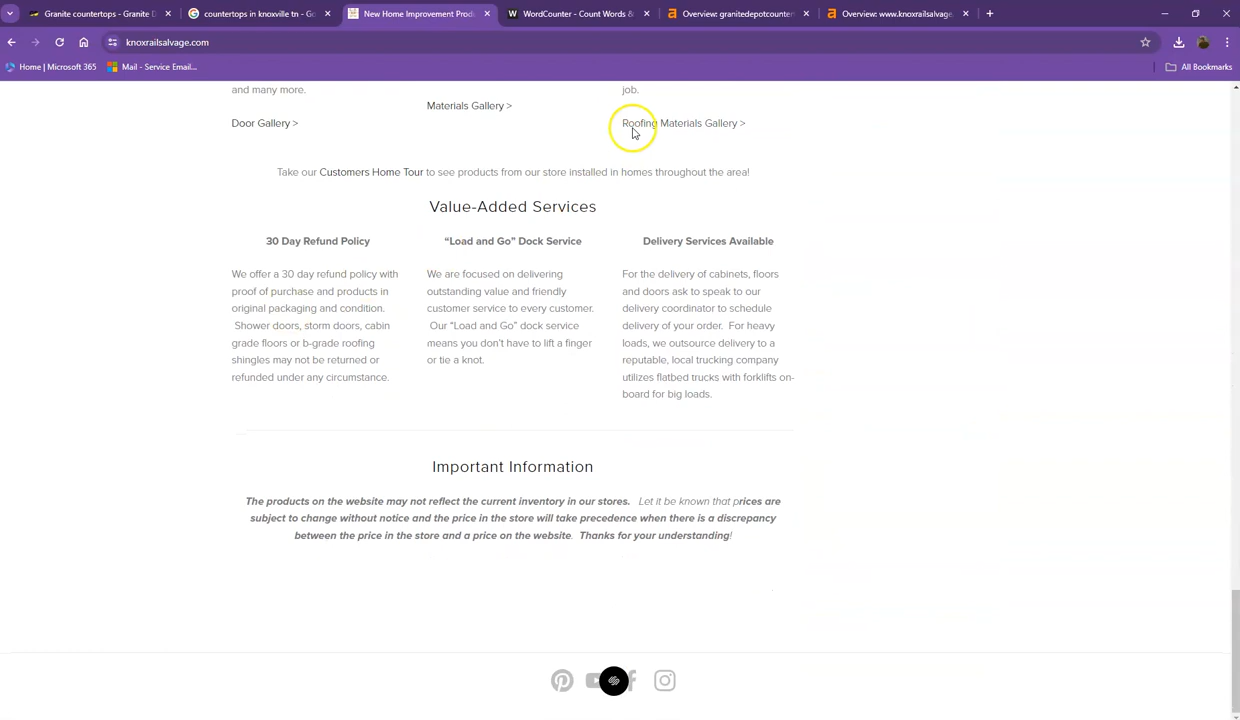 Granite countertops - Granite D
countertops in knoxville tn - Go
New Home Improvement Produ
WordCounter - Count Words &
Overview: granitedepotcounter
Overview: www.knoxrailsalvage.
knoxrailsalvage.com
Home | Microsoft 365
Mail - Service Email...
All Bookmarks
and many more.
job.
Materials Gallery >
Door Gallery >
Roofing Materials Gallery >
Take our Customers Home Tour to see products from our store installed in homes throughout the area!
Value-Added Services
30 Day Refund Policy
We offer a 30 day refund policy with
proof of purchase and products in
original packaging and condition.
Shower doors, storm doors, cabin
grade floors or b-grade roofing
shingles may not be returned or
refunded under any circumstance.
“Load and Go” Dock Service
We are focused on delivering
outstanding value and friendly
customer service to every customer.
Our “Load and Go” dock service
means you don’t have to lift a finger
or tie a knot.
Delivery Services Available
For the delivery of cabinets, floors
and doors ask to speak to our
delivery coordinator to schedule
delivery of your order. For heavy
loads, we outsource delivery to a
reputable, local trucking company
utilizes flatbed trucks with forklifts on-
board for big loads.
Important Information
The products on the website may not reflect the current inventory in our stores. Let it be known that prices are
subject to change without notice and the price in the store will take precedence when there is a discrepancy
between the price in the store and a price on the website. Thanks for your understanding!